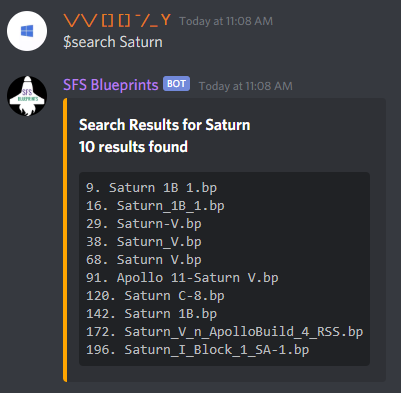 \/\/ [] [] ¯/_ Y Today at 11:08 AM
$search Saturn
SFS BLUEPRINTS
SFS Blueprints BOT Today at 11:08 AM
Search Results for Saturn
10 results found
9. Saturn 1B 1.bp
16. Saturn_1B_1.bp
29. Saturn-V.bp
38. Saturn_V.bp
68. Saturn V.bp
91. Apollo 11-Saturn V.bp
120. Saturn C-8.bp
142. Saturn 1B.bp
172. Saturn_V_n_ApolloBuild_4_RSS.bp
196. Saturn_I_Block_1_SA-1.bp